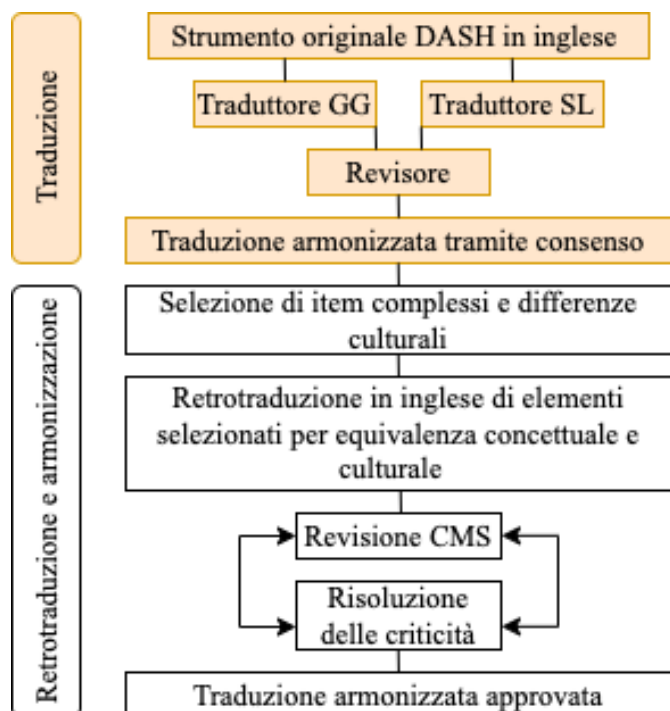 Strumento originale DASH in inglese
Traduttore GG
Traduttore SL
Revisore
Traduzione armonizzata tramite consenso
Traduzione
Selezione di item complessi e differenze
culturali
Retrotraduzione in inglese di elementi
selezionati per equivalenza concettuale e
culturale
Revisione CMS
Risoluzione
delle criticità
Traduzione armonizzata approvata
Retrotraduzione e armonizzazione